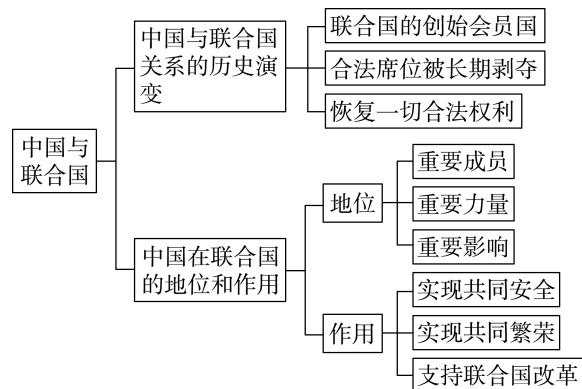 中国与
联合国
中国与联合国
关系的历史演
变
联合国的创始会员国
合法席位被长期剥夺
恢复一切合法权利
中国在联合国
的地位和作用
地位
重要成员
重要力量
重要影响
作用
实现共同安全
实现共同繁荣
支持联合国改革